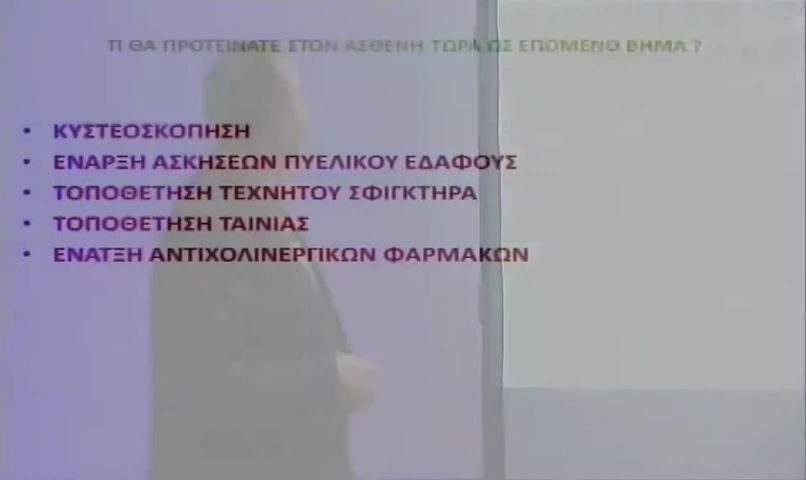 ΤΙ ΘΑ ΠΡΟΤΕΙΝΑΤΕ ΣΤΟΝ ΑΣΘΕΝΗ ΤΩΡΑ ΩΣ ΕΠΟΜΕΝΟ ΒΗΜΑ ?
• ΚΥΣΤΕΟΣΚΟΠΗΣΗ
• ΕΝΑΡΞΗ ΑΣΚΗΣΕΩΝ ΠΥΕΛΙΚΟΥ ΕΔΑΦΟΥΣ
• ΤΟΠΟΘΕΤΗΣΗ ΤΕΧΝΗΤΟΥ ΣΦΙΓΚΤΗΡΑ
• ΤΟΠΟΘΕΤΗΣΗ ΤΑΙΝΙΑΣ
• ΕΝΑΤΞΗ ΑΝΤΙΧΟΛΙΝΕΡΓΙΚΩΝ ΦΑΡΜΑΚΩΝ